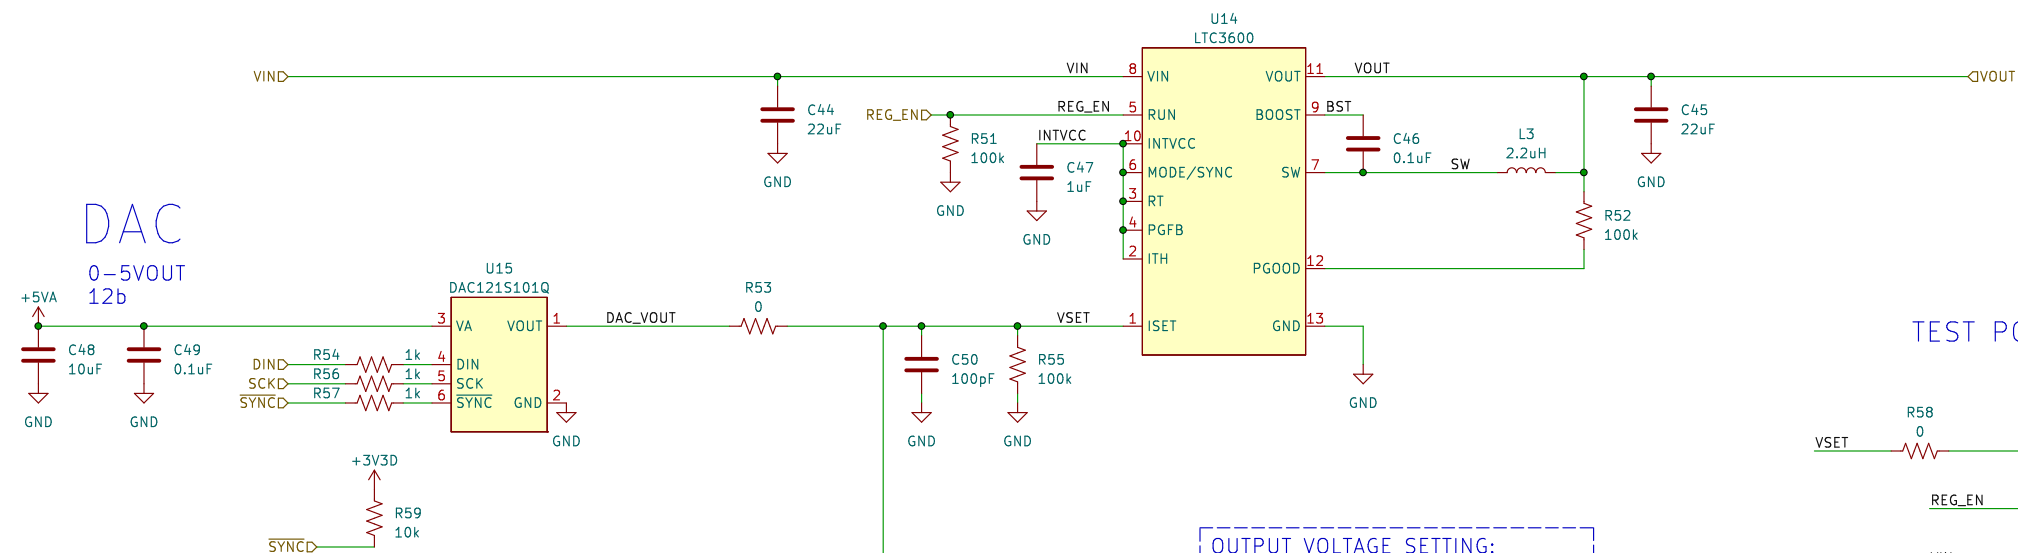 U14
LTC3600
VIN
VIN
8
VIN
VOUT
11
VOUT
VOUT
REG_EN
REG_EN
5
RUN
BOOST
9
BST
C44
22uF
GND
R51
100k
GND
INTVCC
10
INTVCC
C47
1uF
GND
6
MODE/SYNC
SW
7
SW
3
RT
4
PGFB
2
ITH
PGOOD
12
C46
0.1uF
L3
2.2uH
C45
22uF
GND
R52
100k
DAC
0-5VOUT
12b
+5VA
U15
DAC121S101Q
3
VA
VOUT
1
DAC_VOUT
R53
0
VSET
1
ISET
GND
13
GND
C48
10uF
GND
C49
0.1uF
GND
DIN
R54
1k
4
DIN
SCK
R56
1k
5
SCK
SYNC
R57
1k
6
SYNC
GND
2
GND
C50
100pF
GND
R55
100k
GND
+3V3D
R59
10k
SYNC
OUTPUT VOLTAGE SETTING:
TEST PO
R58
0
VSET
REG_EN